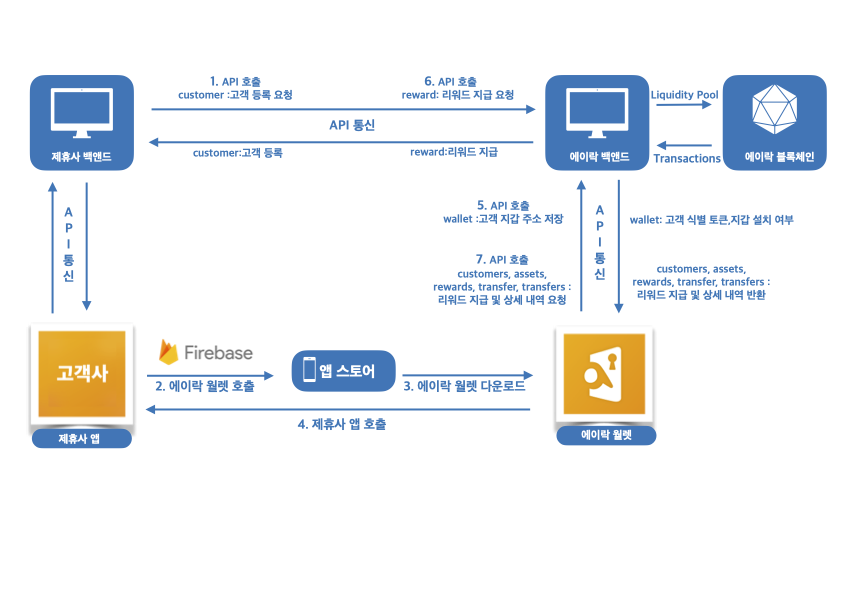 1. API 호출
customer :고객 등록 요청
6. API 호출
reward: 리워드 지급 요청
API 통신
customer:고객 등록
reward:리워드 지급
제휴사 백앤드
에이락 백앤드
Liquidity Pool
Transactions
에이락 블록체인
A
P
I
통
신
5. API 호출
wallet :고객 지갑 주소 저장
7. API 호출
customers, assets,
rewards, transfer, transfers :
리워드 지급 및 상세 내역 요청
A
P
I
통
신
wallet: 고객 식별 토큰,지갑 설치 여부
customers, assets,
rewards, transfer, transfers :
리워드 지급 및 상세 내역 반환
고객사
제휴사 앱
Firebase
2. 에이락 월렛 호출
앱 스토어
3. 에이락 월렛 다운로드
4. 제휴사 앱 호출
에이락 월렛